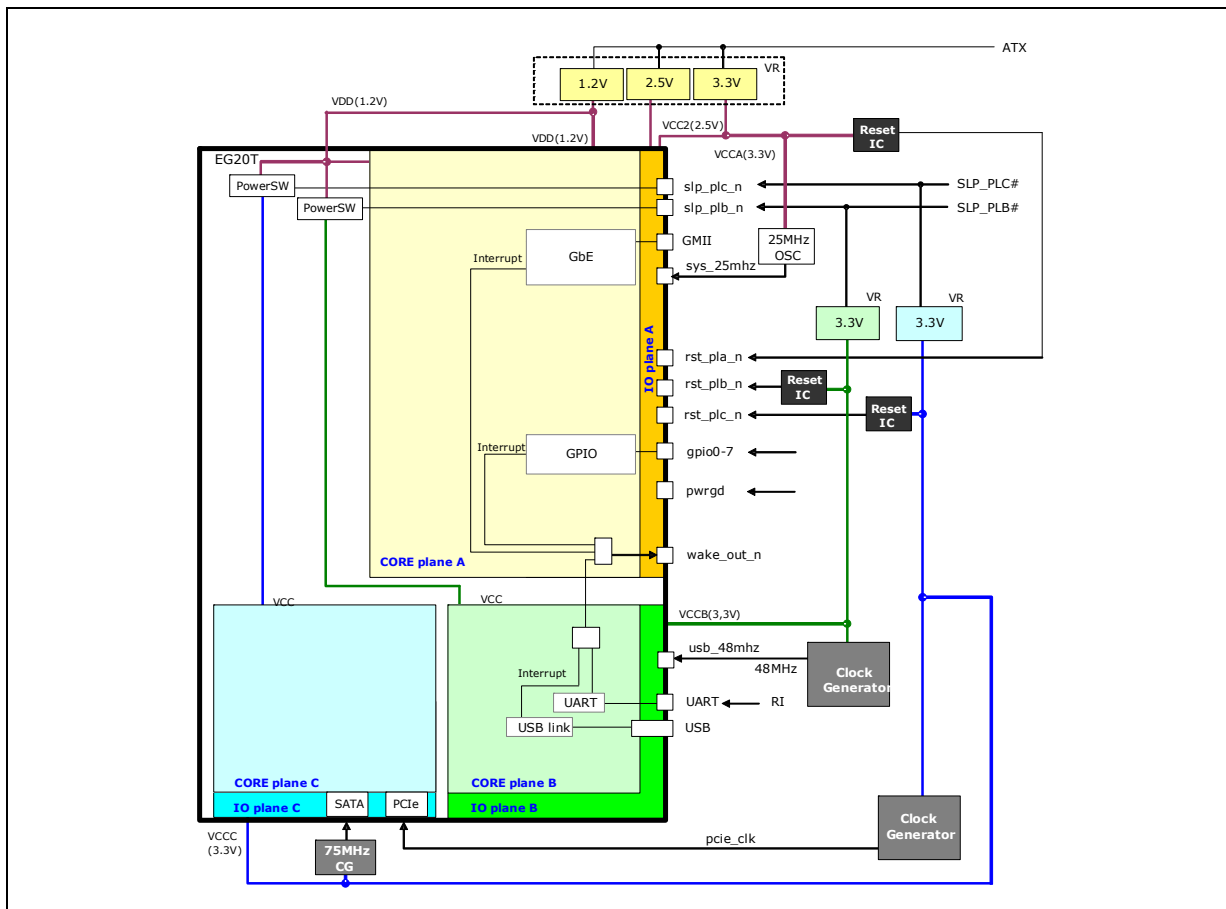 ATX
VR
1.2V
2.5V
3.3V
VDD(1.2V)
VDD(1.2V)
VCC2(2.5V)
VCCA(3.3V)
Reset
IC
EG20T
PowerSW
PowerSW
slp_plc_n
SLP_PLC#
slp_plb_n
SLP_PLB#
GMII
25MHz
OSC
Interrupt
GbE
sys_25mhz
VR
3.3V
VR
3.3V
IO plane A
rst_pla_n
rst_plb_n
Reset
IC
rst_plc_n
Reset
IC
Interrupt
GPIO
gpio0-7
pwrgd
wake_out_n
CORE plane A
VCC
VCC
VCCB(3,3V)
usb_48mhz
48MHz
Clock
Generator
Interrupt
UART
UART
RI
USB link
USB
CORE plane C
CORE plane B
IO plane C
SATA
PCIe
IO plane B
VCCC
(3.3V)
75MHz
CG
pcie_clk
Clock
Generator